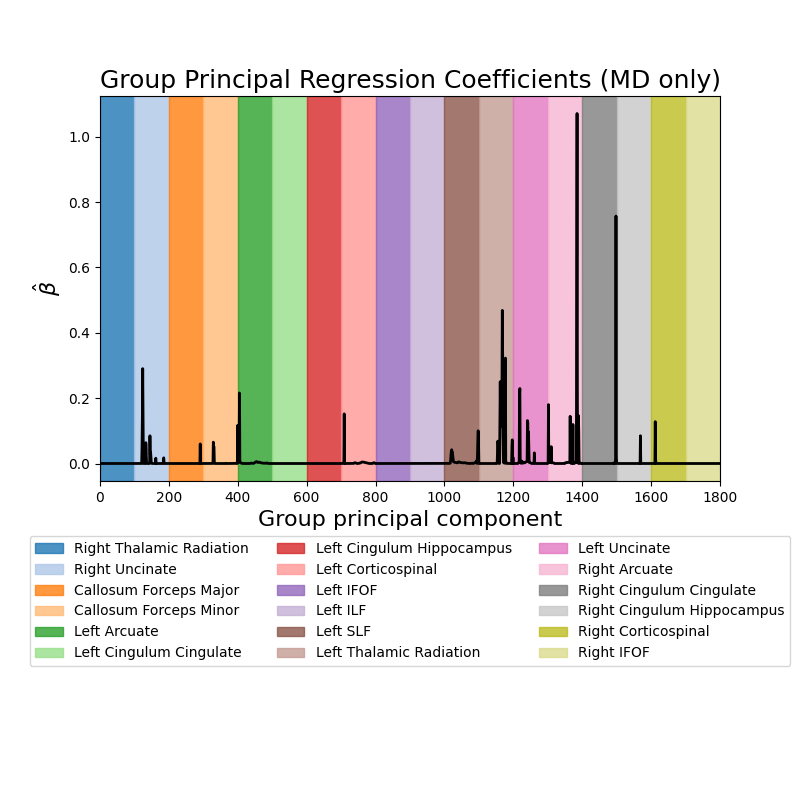 Group Principal Regression Coefficients (MD only)
1.0
0.8
0.6
0.4
0.2
0.0
β̂
0 200 400 600 800 1000 1200 1400 1600 1800
Group principal component
Right Thalamic Radiation Left Cingulum Hippocampus Left Uncinate
Right Uncinate Left Corticospinal Right Arcuate
Callosum Forceps Major Left IFOF Right Cingulum Cingulate
Callosum Forceps Minor Left ILF Right Cingulum Hippocampus
Left Arcuate Left SLF Right Corticospinal
Left Cingulum Cingulate Left Thalamic Radiation Right IFOF